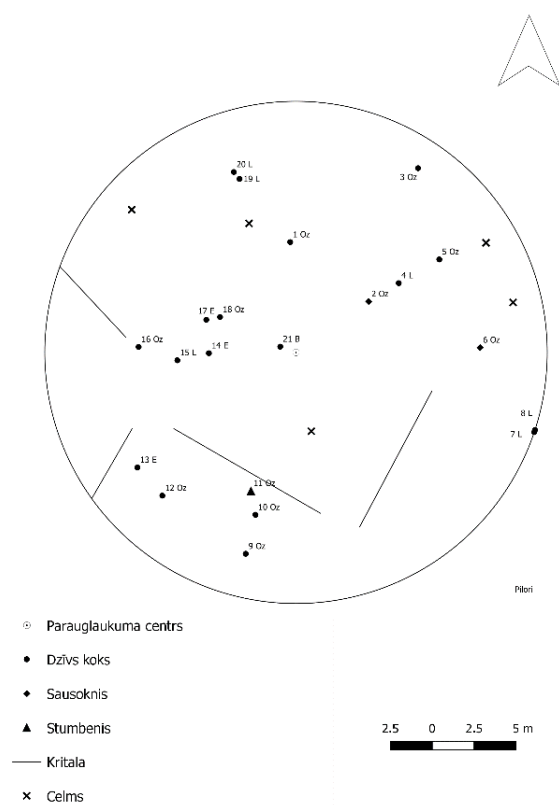 20 L
19 L
3 Oz
1 Oz
5 Oz
4 L
2 Oz
17 E
18 Oz
16 Oz
15 L
14 E
21 B
6 Oz
8 L
7 L
13 E
12 Oz
11 Oz
10 Oz
9 Oz
Pilori
Parauglaukuma centrs
Dzīvs koks
Sausoknis
Stumbenis
Kritala
Celms
2.5 0 2.5 5 m